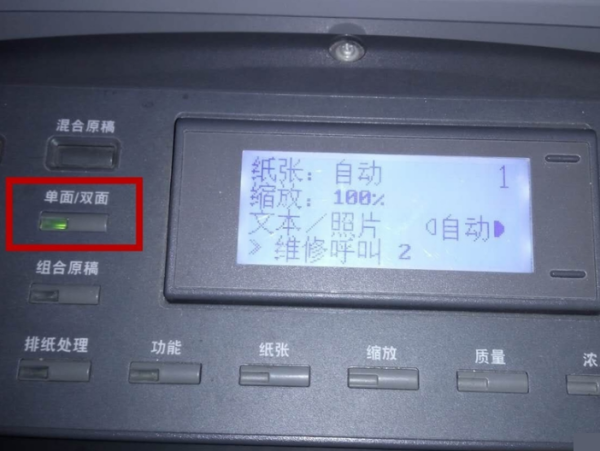 混合原稿
单面/双面
组合原稿
纸张: 自动 1
缩放: 100%
文本/照片 ◁自动▶
> 维修呼叫 2
排纸处理 功能 纸张 缩放 质量 浓